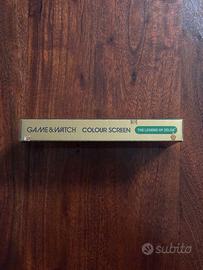 GAME&WATCH COLOUR SCREEN THE LEGEND OF ZELDA
subito